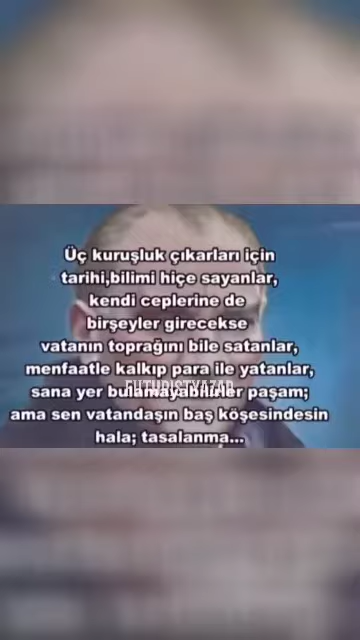 Üç kuruşluk çıkarları için
tarihi,bilimi hiçe sayanlar,
kendi ceplerine de
birşeyler girecekse
vatanın toprağını bile satanlar,
menfaatle kalkıp para ile yatanlar,
sana yer bulamayabilirler paşam;
FUTURISTYAZAR
ama sen vatandaşın baş köşesindesin
hala; tasalanma...